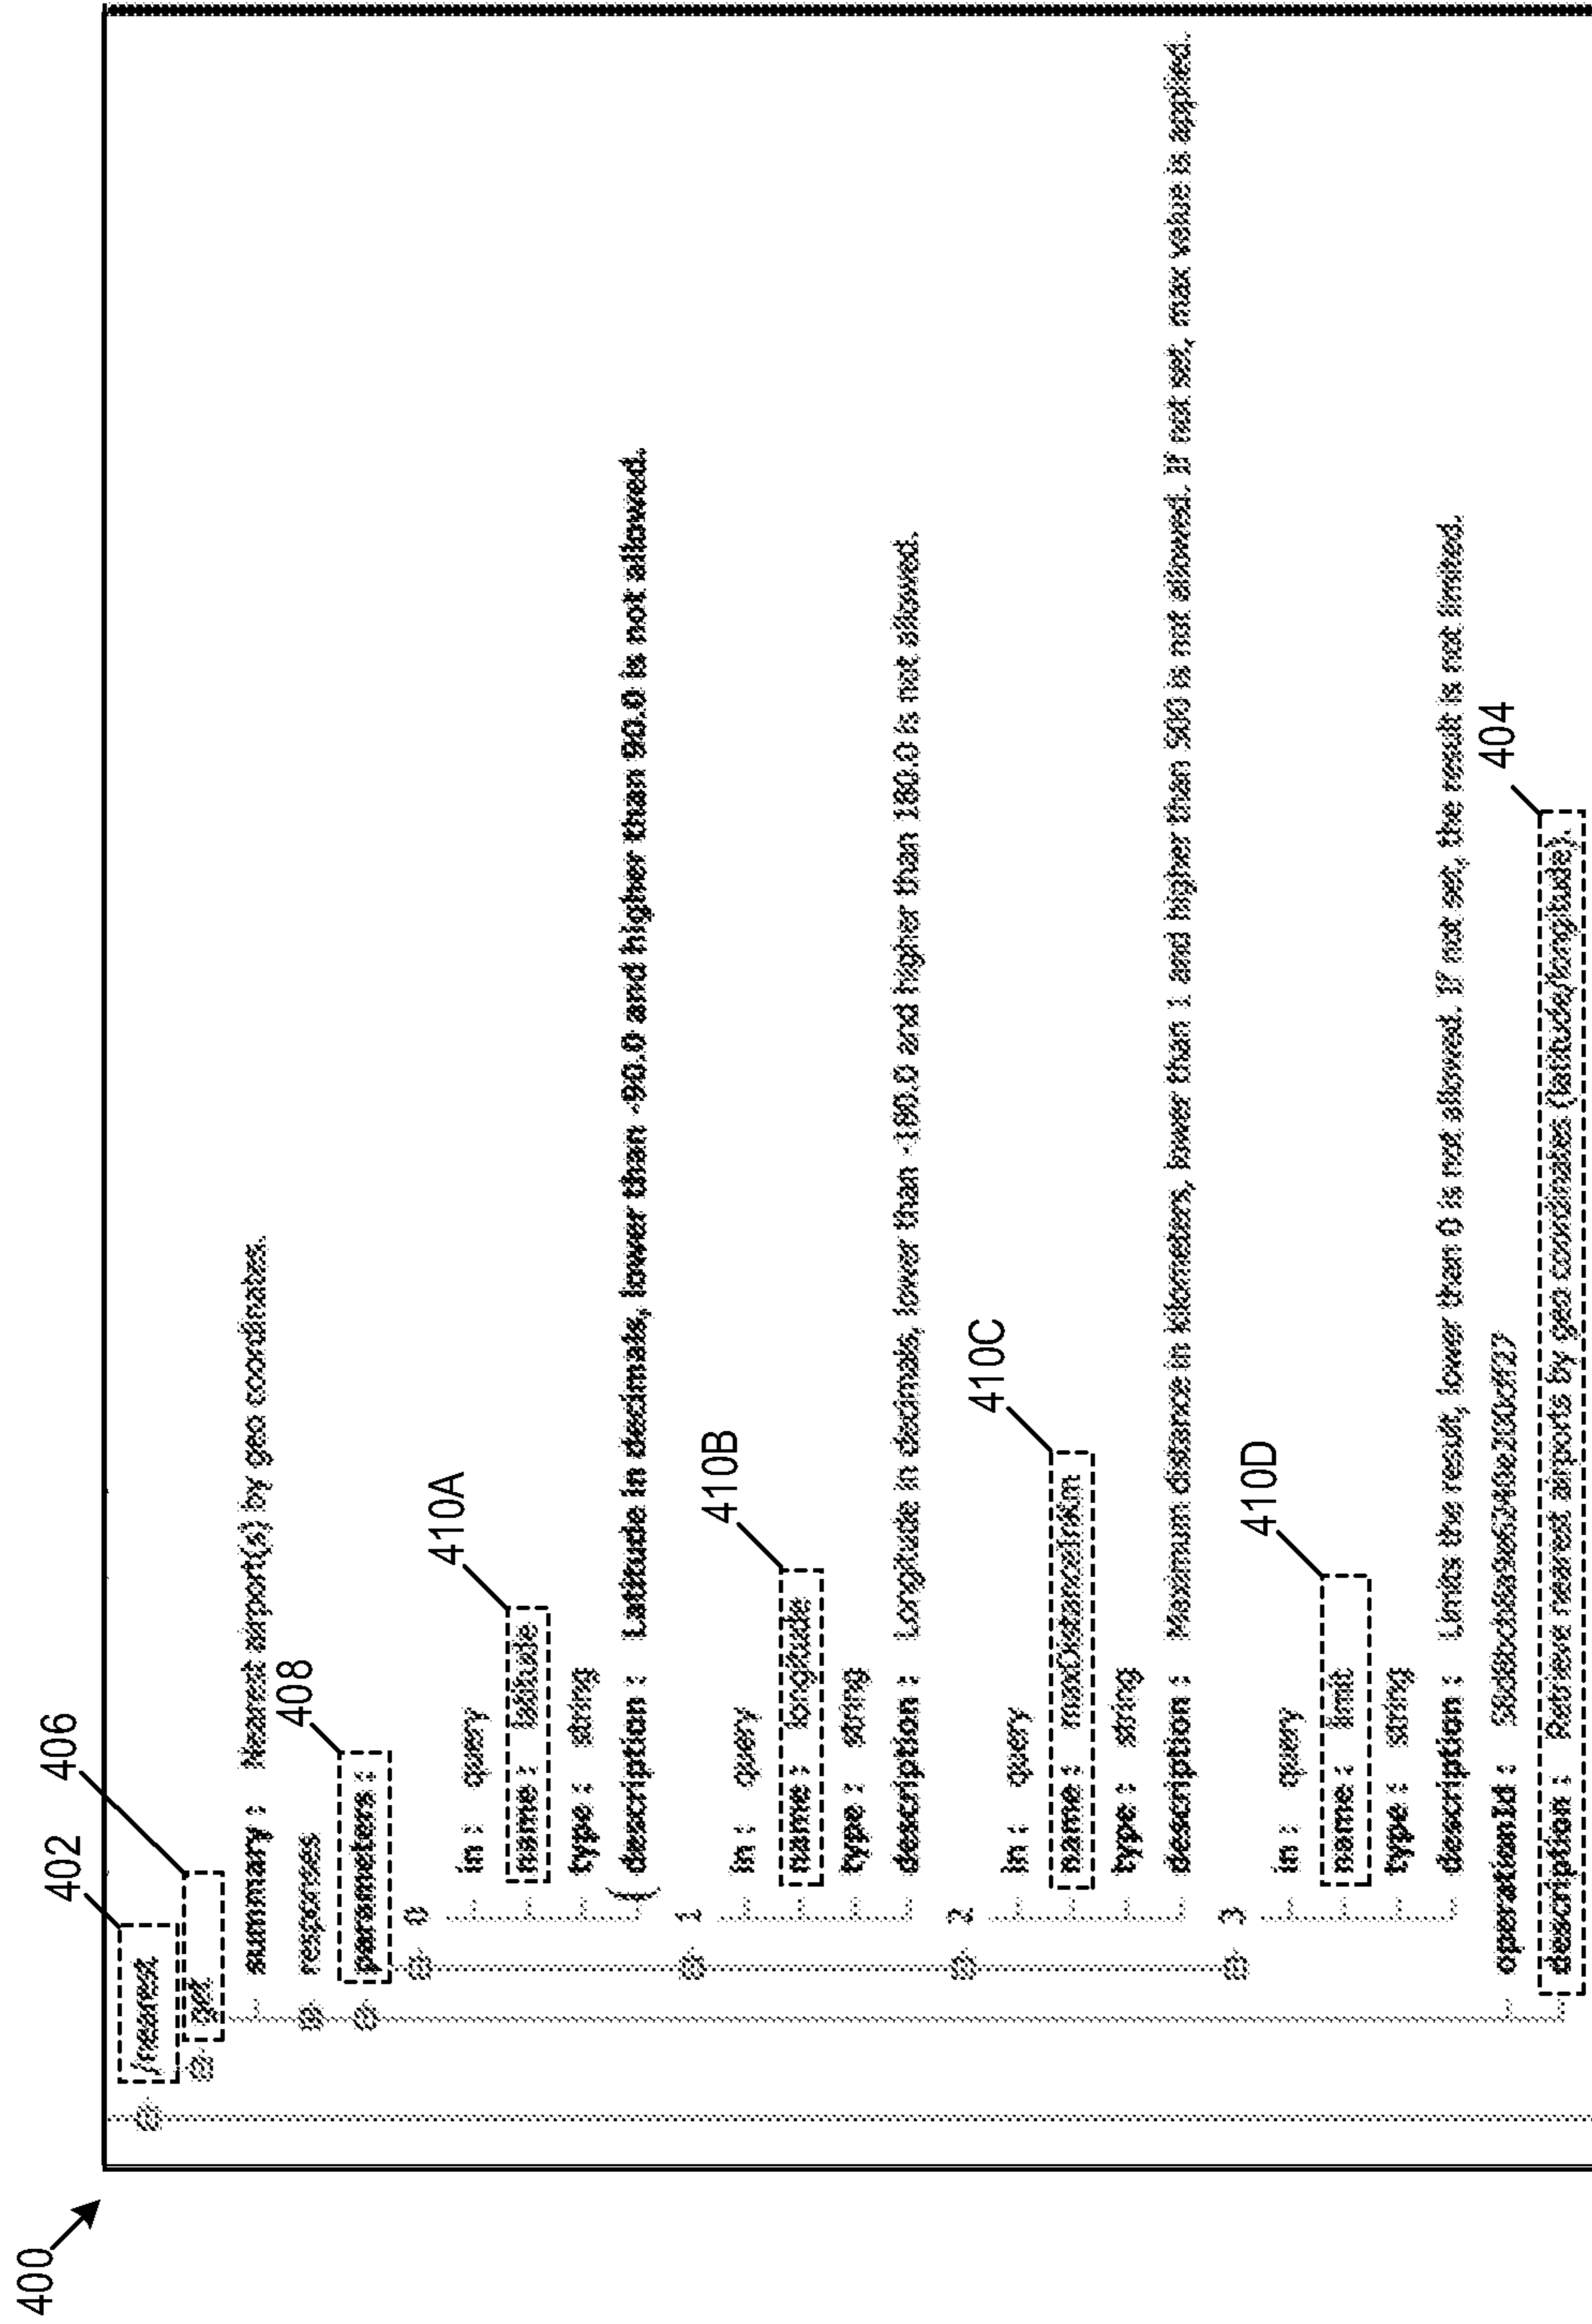 400
402
406
/nearest
get
summary : Nearest airport(s) by geo coordinates.
responses
408
parameters :
0
410A
in : query
name : latitude
type : string
description : Latitude in decimals, lower than -90.0 and higher than 90.0 is not allowed.
1
410B
in : query
name : longitude
type : string
description : Longitude in decimals, lower than -180.0 and higher than 180.0 is not allowed.
2
410C
in : query
name : maxDistanceInKm
type : string
description : Maximum distance in kilometers, lower than 1 and higher than 500 is not allowed. If not set, max value is applied.
3
410D
in : query
name : limit
type : string
description : Limits the result, lower than 0 is not allowed. If not set, the result is not limited.
operationId :
404
description : Retrieve nearest airports by geo coordinates (latitude/longitude).